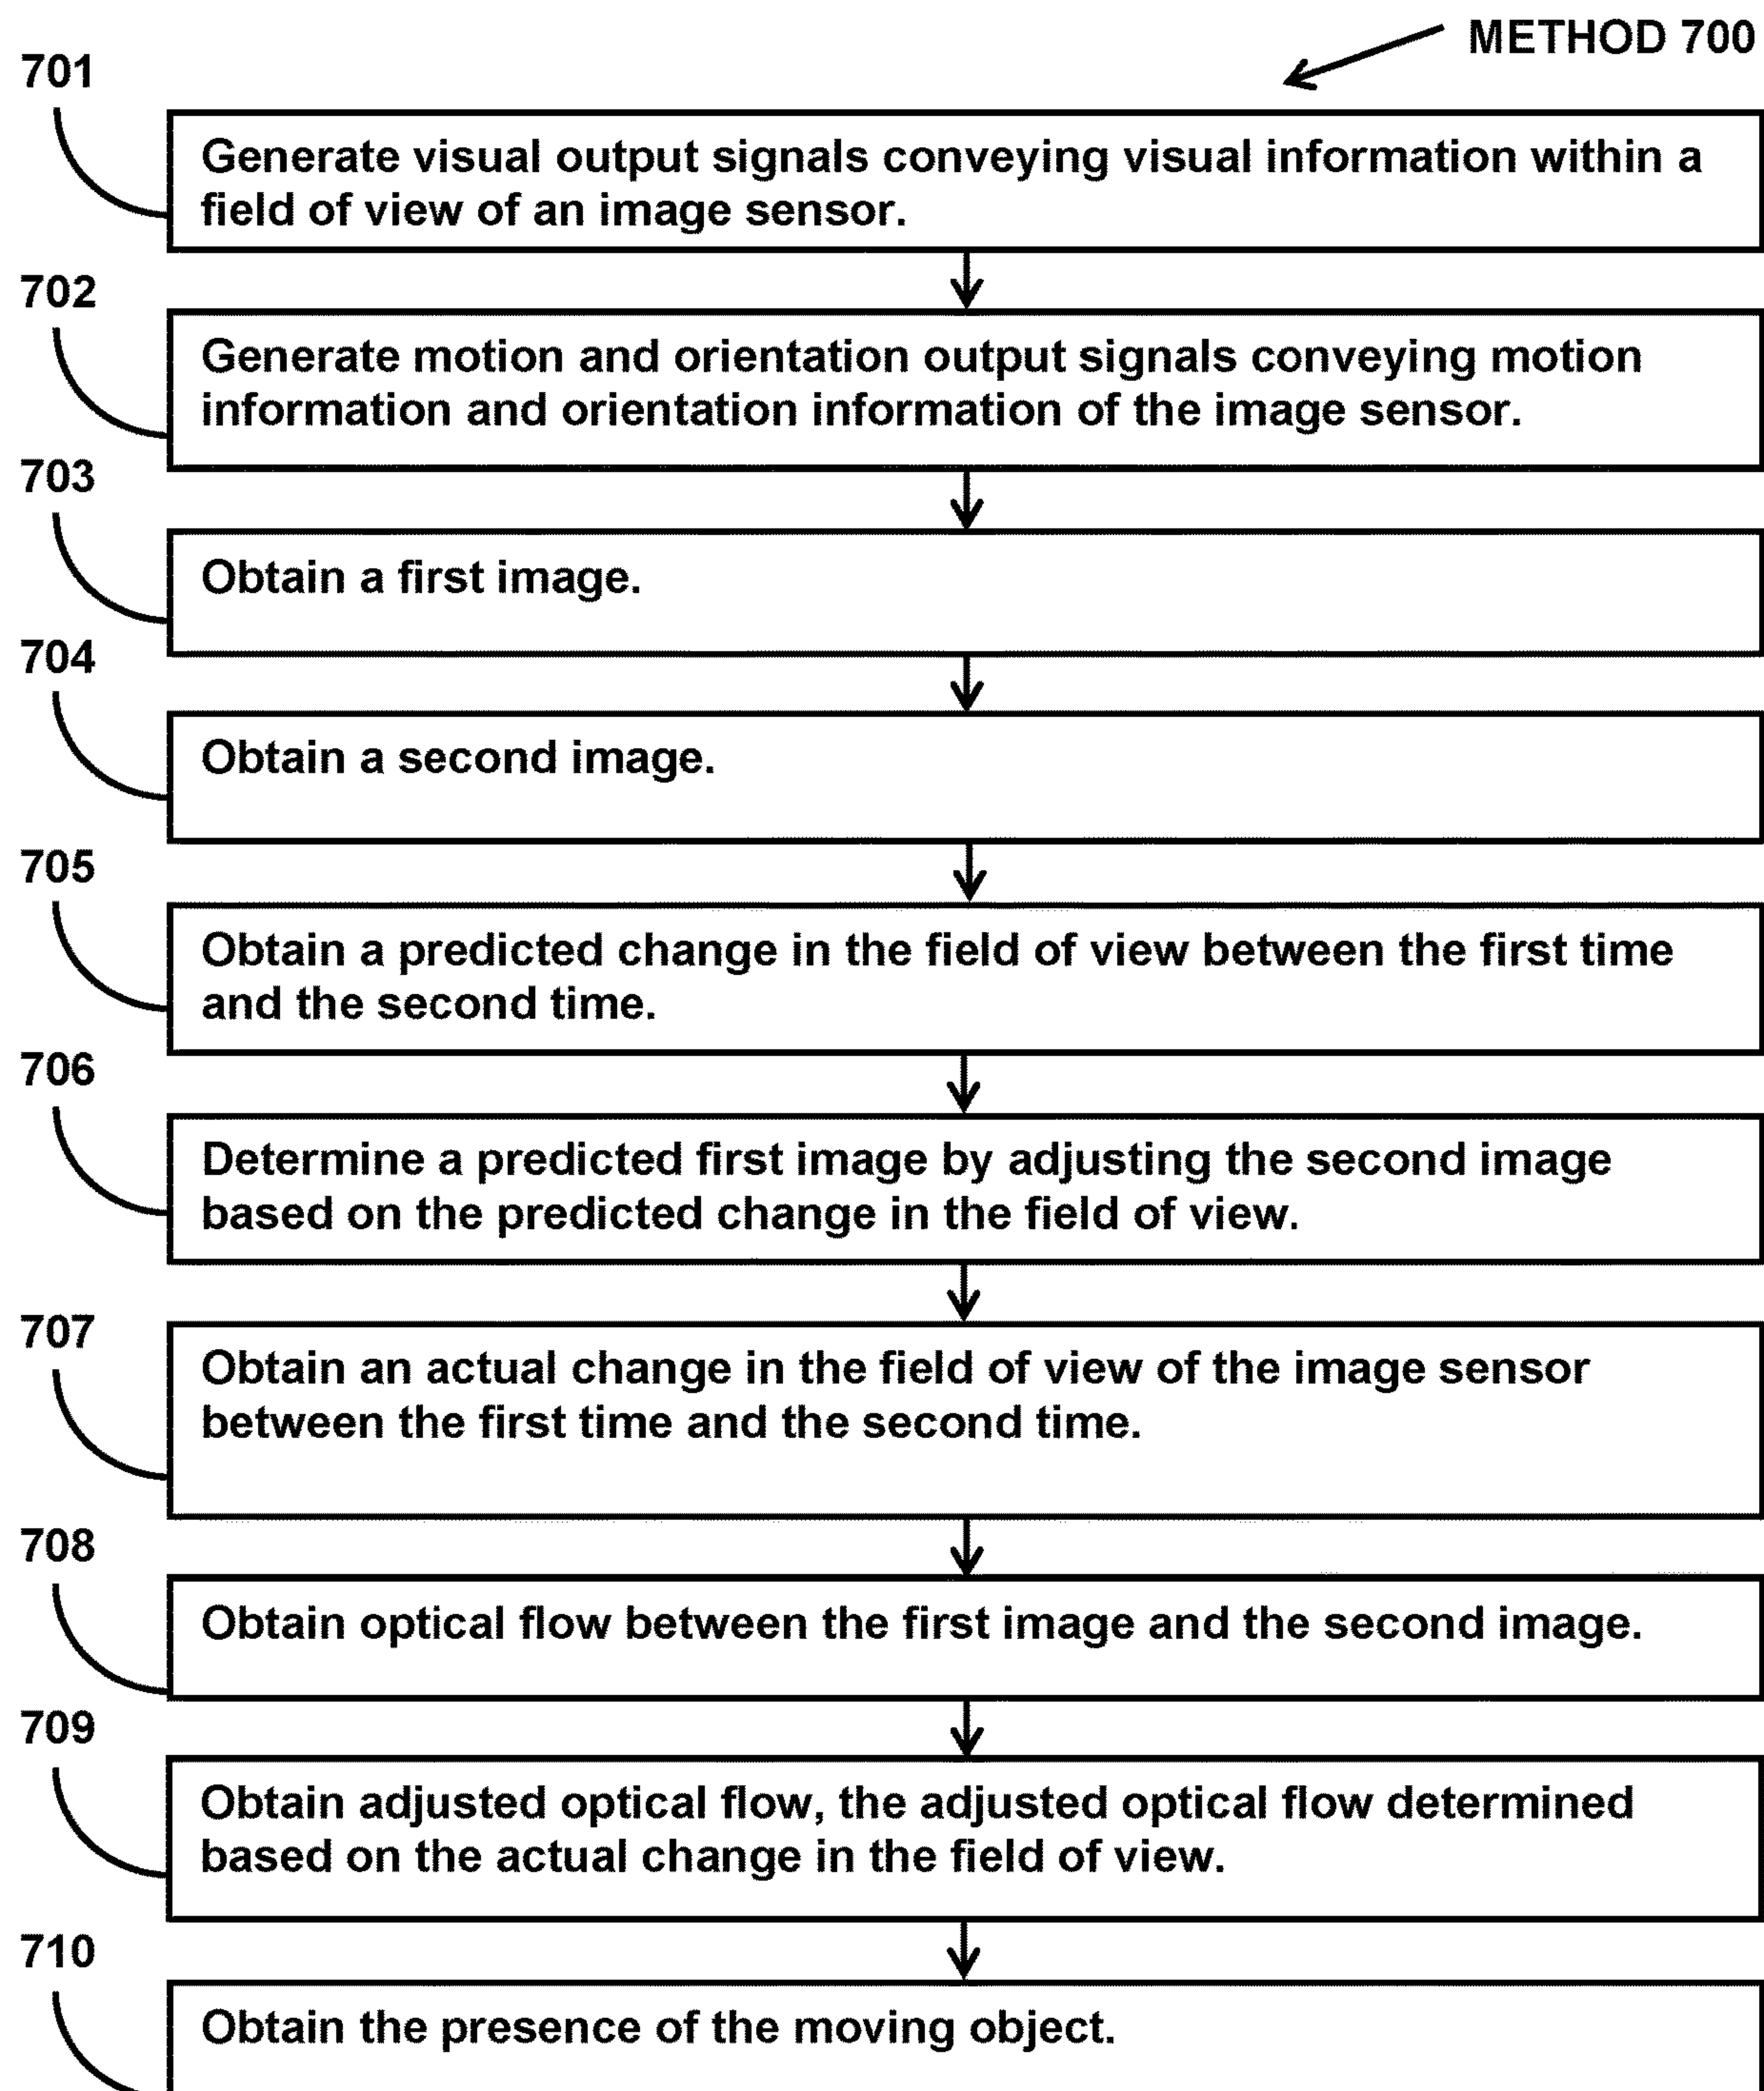 METHOD 700
701
Generate visual output signals conveying visual information within a
field of view of an image sensor.
702
Generate motion and orientation output signals conveying motion
information and orientation information of the image sensor.
703
Obtain a first image.
704
Obtain a second image.
705
Obtain a predicted change in the field of view between the first time
and the second time.
706
Determine a predicted first image by adjusting the second image
based on the predicted change in the field of view.
707
Obtain an actual change in the field of view of the image sensor
between the first time and the second time.
708
Obtain optical flow between the first image and the second image.
709
Obtain adjusted optical flow, the adjusted optical flow determined
based on the actual change in the field of view.
710
Obtain the presence of the moving object.